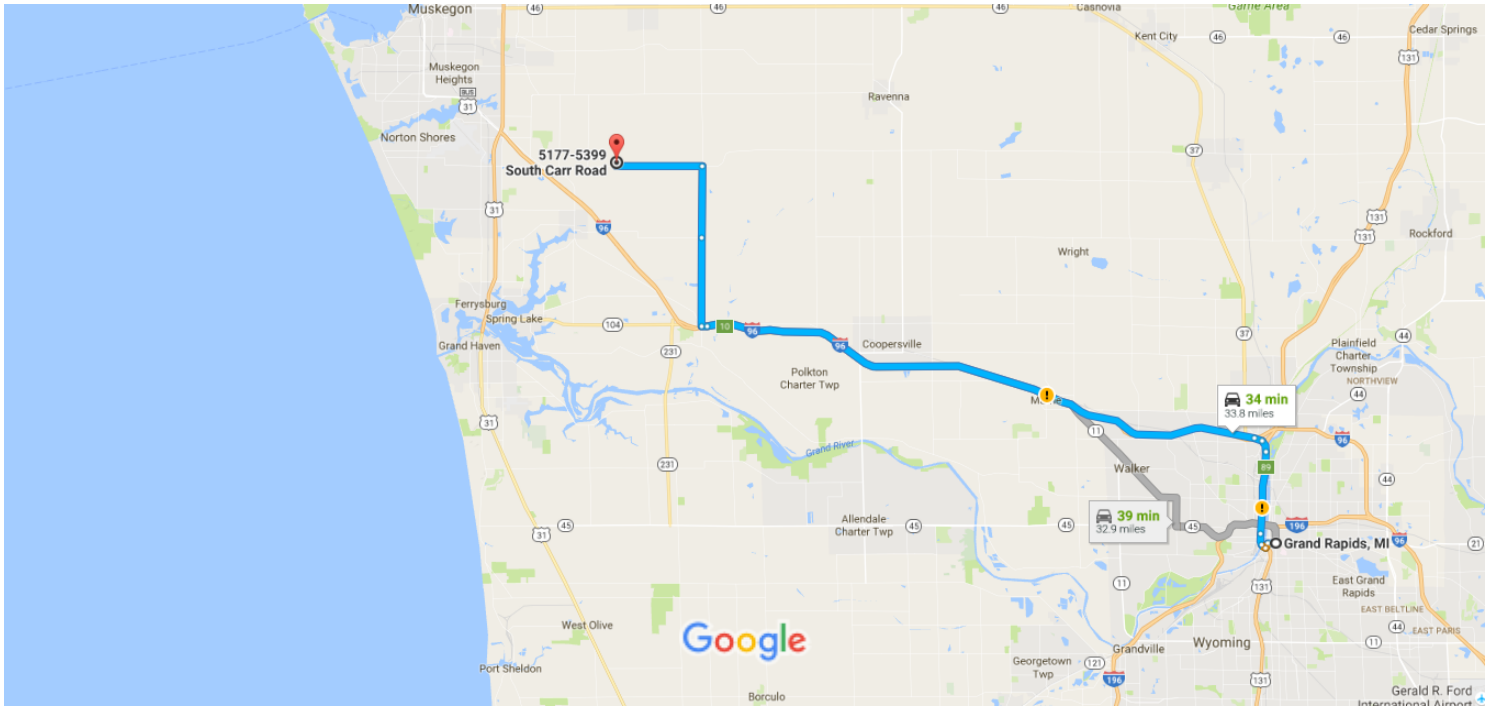 Muskegon
46
46
Casnovia
46
Game Area
Cedar Springs
Kent City
46
46
131
Muskegon
Heights
BUS
31
Ravenna
Norton Shores
37
5177-5399
South Carr Road
31
96
131
131
Rockford
Wright
Ferrysburg
Spring Lake
104
10
96
96
Coopersville
37
44
Grand Haven
231
Polkton
Charter Twp
Plainfield
Charter
Township
NORTHVIEW
44
34 min
33.8 miles
31
11
96
Grand River
231
Walker
89
44
39 min
32.9 miles
Allendale
Charter Twp
31
45
45
45
45
196
96
21
Grand Rapids, MI
11
131
East Grand
Rapids
EAST BELTLINE
44
EAST PARIS
West Olive
Google
Wyoming
11
Grandville
Port Sheldon
Georgetown
Twp
121
196
131
Borculo
Gerald R. Ford
International Airport